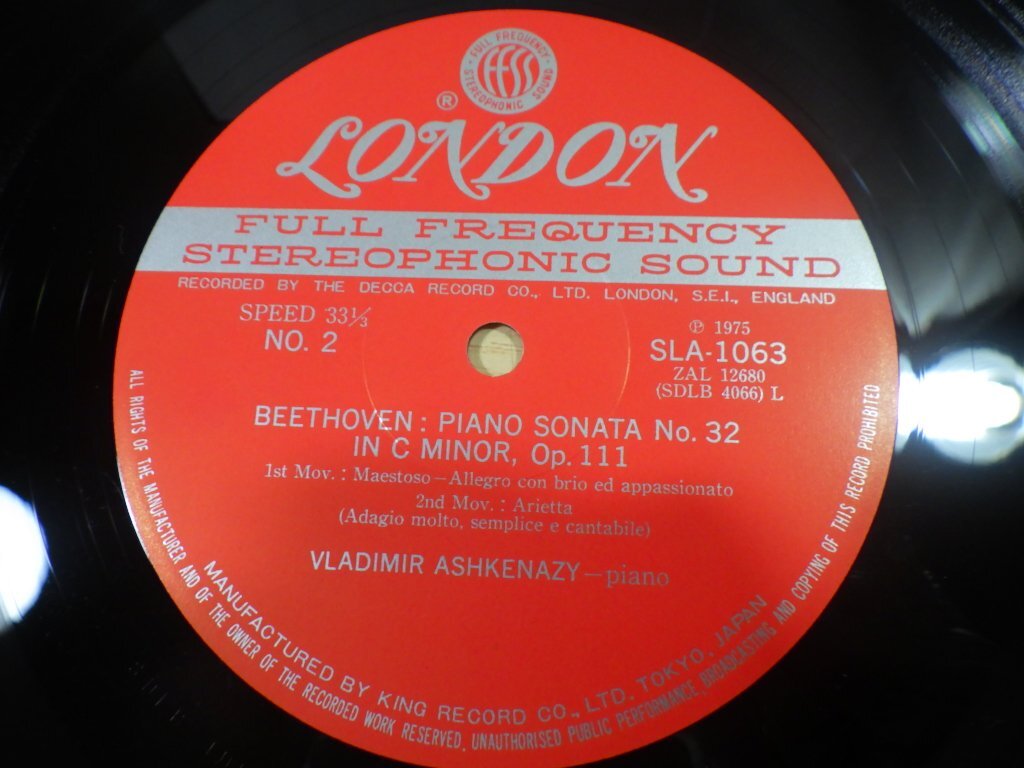 FULL FREQUENCY
ffss
STEREOPHONIC SOUND
®
LONDON
FULL FREQUENCY
STEREOPHONIC SOUND
RECORDED BY THE DECCA RECORD CO., LTD. LONDON, S.E.I., ENGLAND
SPEED 33⅓
NO. 2
℗ 1975
SLA-1063
ZAL 12680
(SDLB 4066) L
BEETHOVEN: PIANO SONATA No. 32
IN C MINOR, Op. 111
1st Mov. : Maestoso—Allegro con brio ed appassionato
2nd Mov. : Arietta
(Adagio molto, semplice e cantabile)
VLADIMIR ASHKENAZY—piano
MANUFACTURED BY KING RECORD CO., LTD. TOKYO, JAPAN
ALL RIGHTS OF THE MANUFACTURER AND OF THE OWNER OF THE RECORDED WORK RESERVED. UNAUTHORISED PUBLIC PERFORMANCE, BROADCASTING AND COPYING OF THIS RECORD PROHIBITED